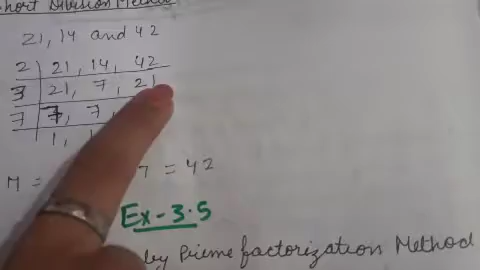 Short Division Method
21, 14 and 42
2 | 21, 14, 42
3 | 21, 7, 21
7 | 7, 7,
1, 1
M = 7 = 42
Ex-3.5
by Prime factorization Method